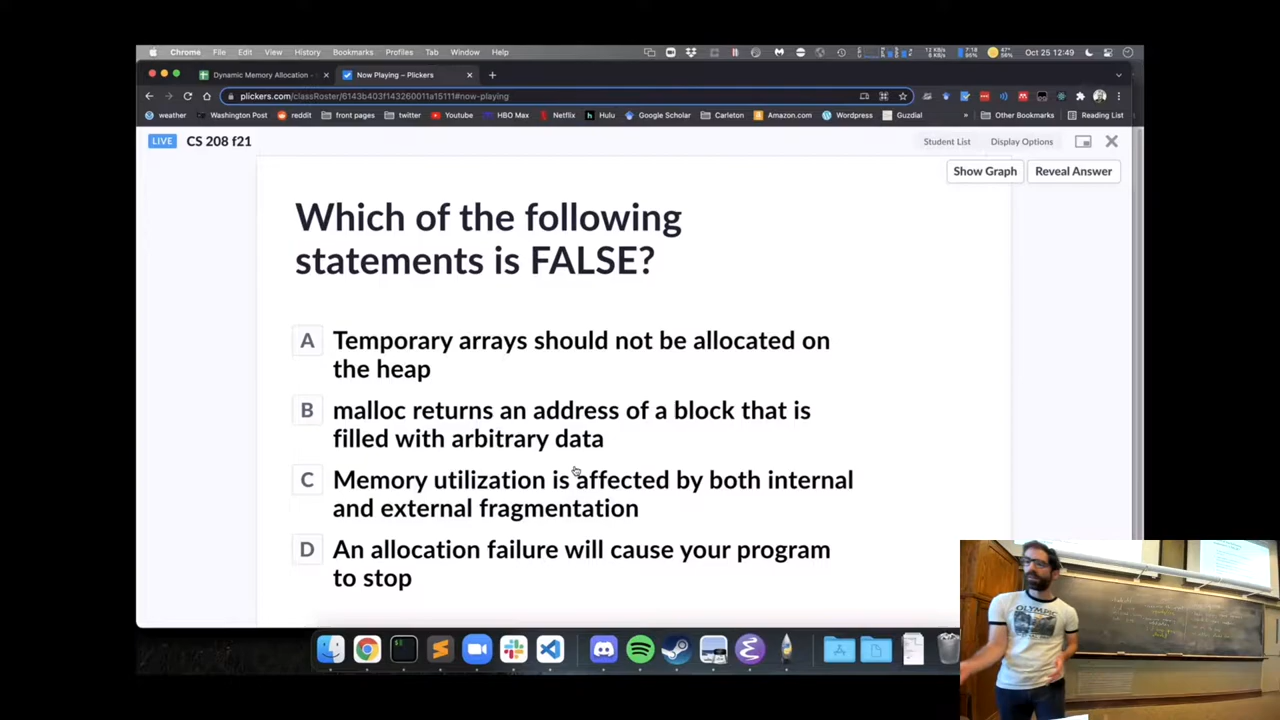 Chrome File Edit View History Bookmarks Profiles Tab Window Help
Oct 25 12:49
Dynamic Memory Allocation -
Now Playing – Plickers
plickers.com/classRoster/6143b403f143260011a15111#now-playing
weather Washington Post reddit front pages twitter Youtube HBO Max Netflix Hulu Google Scholar Carleton Amazon.com Wordpress Guzdial » Other Bookmarks Reading List
LIVE CS 208 f21 Student List Display Options
Show Graph Reveal Answer
Which of the following
statements is FALSE?
A Temporary arrays should not be allocated on
the heap
B malloc returns an address of a block that is
filled with arbitrary data
C Memory utilization is affected by both internal
and external fragmentation
D An allocation failure will cause your program
to stop
OLYMPIC